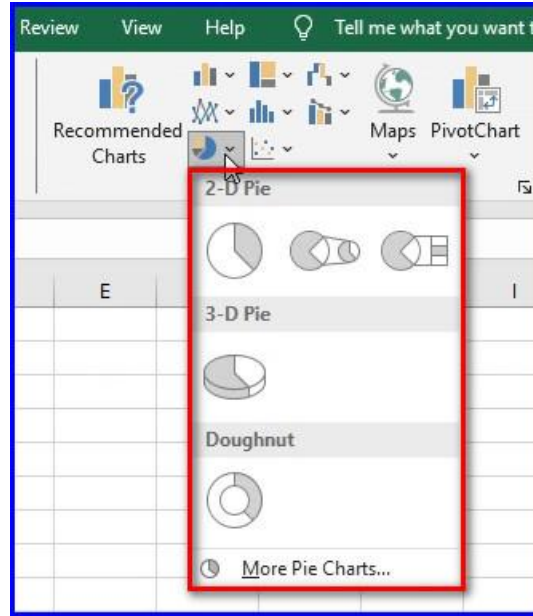 Review View Help Tell me what you want t
Recommended
Charts
Maps PivotChart
2-D Pie
E I
3-D Pie
Doughnut
More Pie Charts...